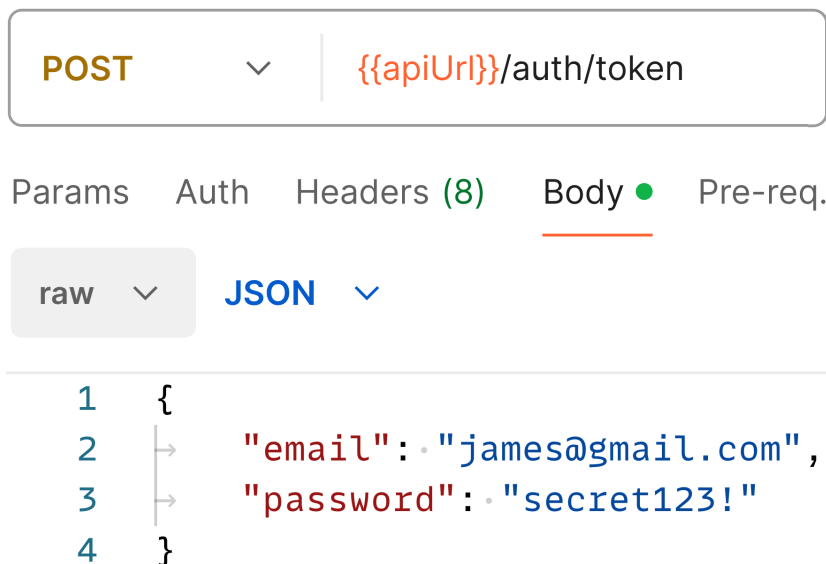 POST {{apiUrl}}/auth/token
Params Auth Headers (8) Body Pre-req.
raw JSON
1 {
2 "email": "james@gmail.com",
3 "password": "secret123!"
4 }